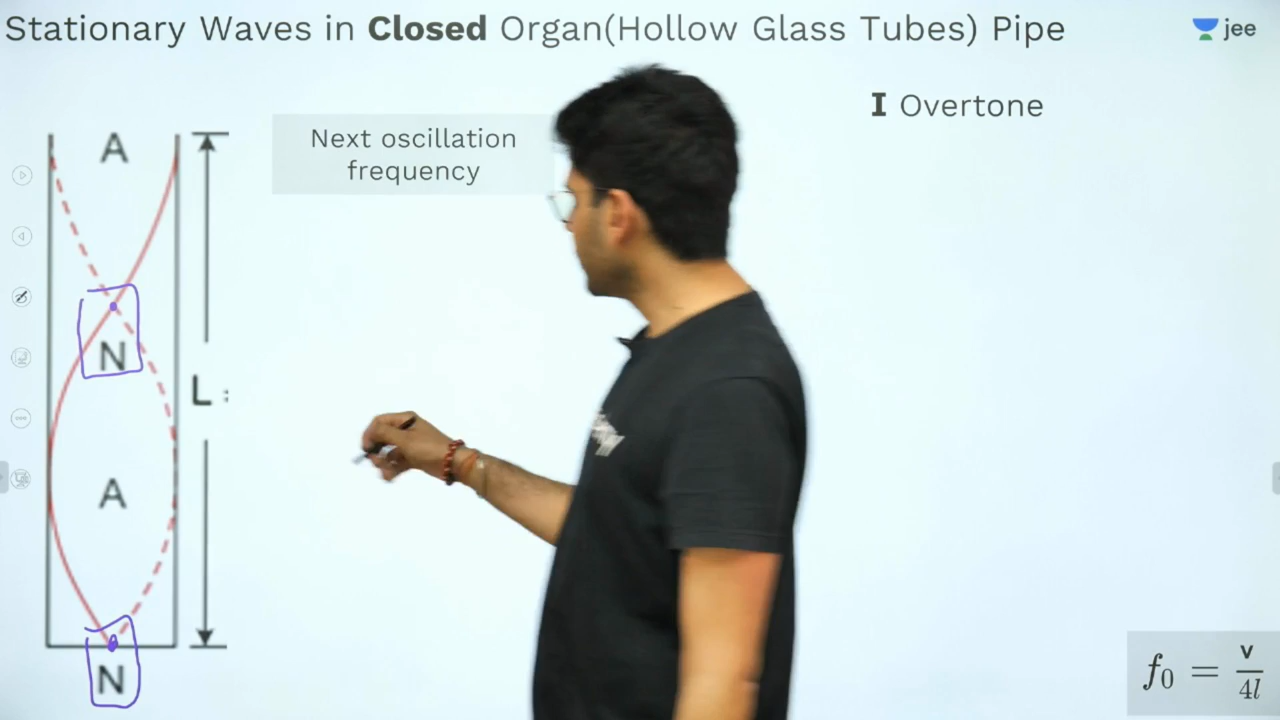 Stationary Waves in Closed Organ(Hollow Glass Tubes) Pipe
jee
I Overtone
Next oscillation
frequency
A
N
L :
A
N
f₀ = v/4l